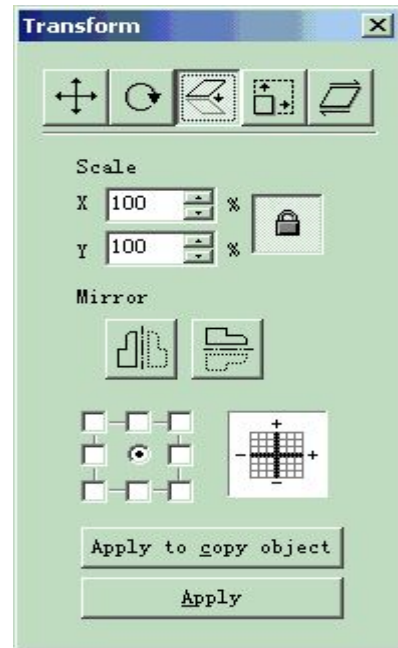 Transform
Scale
X 100 %
Y 100 %
Mirror
+
- +
-
Apply to copy object
Apply